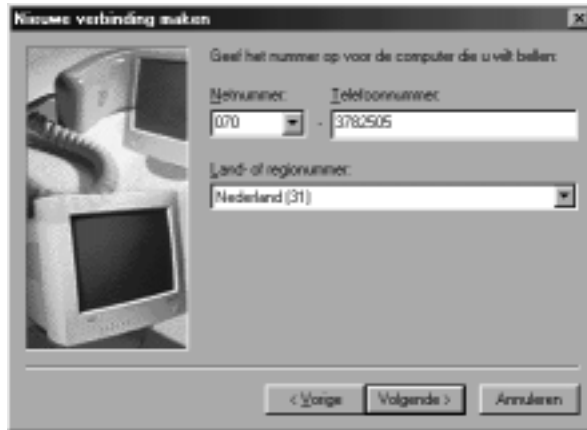 Nieuwe verbinding maken
Geef het nummer op voor de computer die u wilt bellen:
Netnummer: Telefoonnummer:
070 - 3782505
Land- of regionummer:
Nederland (31)
< Vorige Volgende > Annuleren